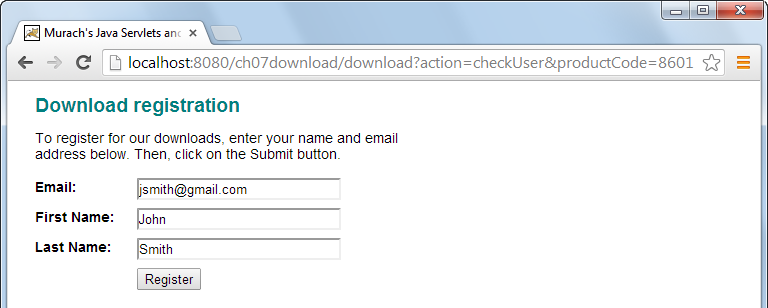 Murach's Java Servlets and
localhost:8080/ch07download/download?action=checkUser&productCode=8601
Download registration
To register for our downloads, enter your name and email
address below. Then, click on the Submit button.
Email: jsmith@gmail.com
First Name: John
Last Name: Smith
Register